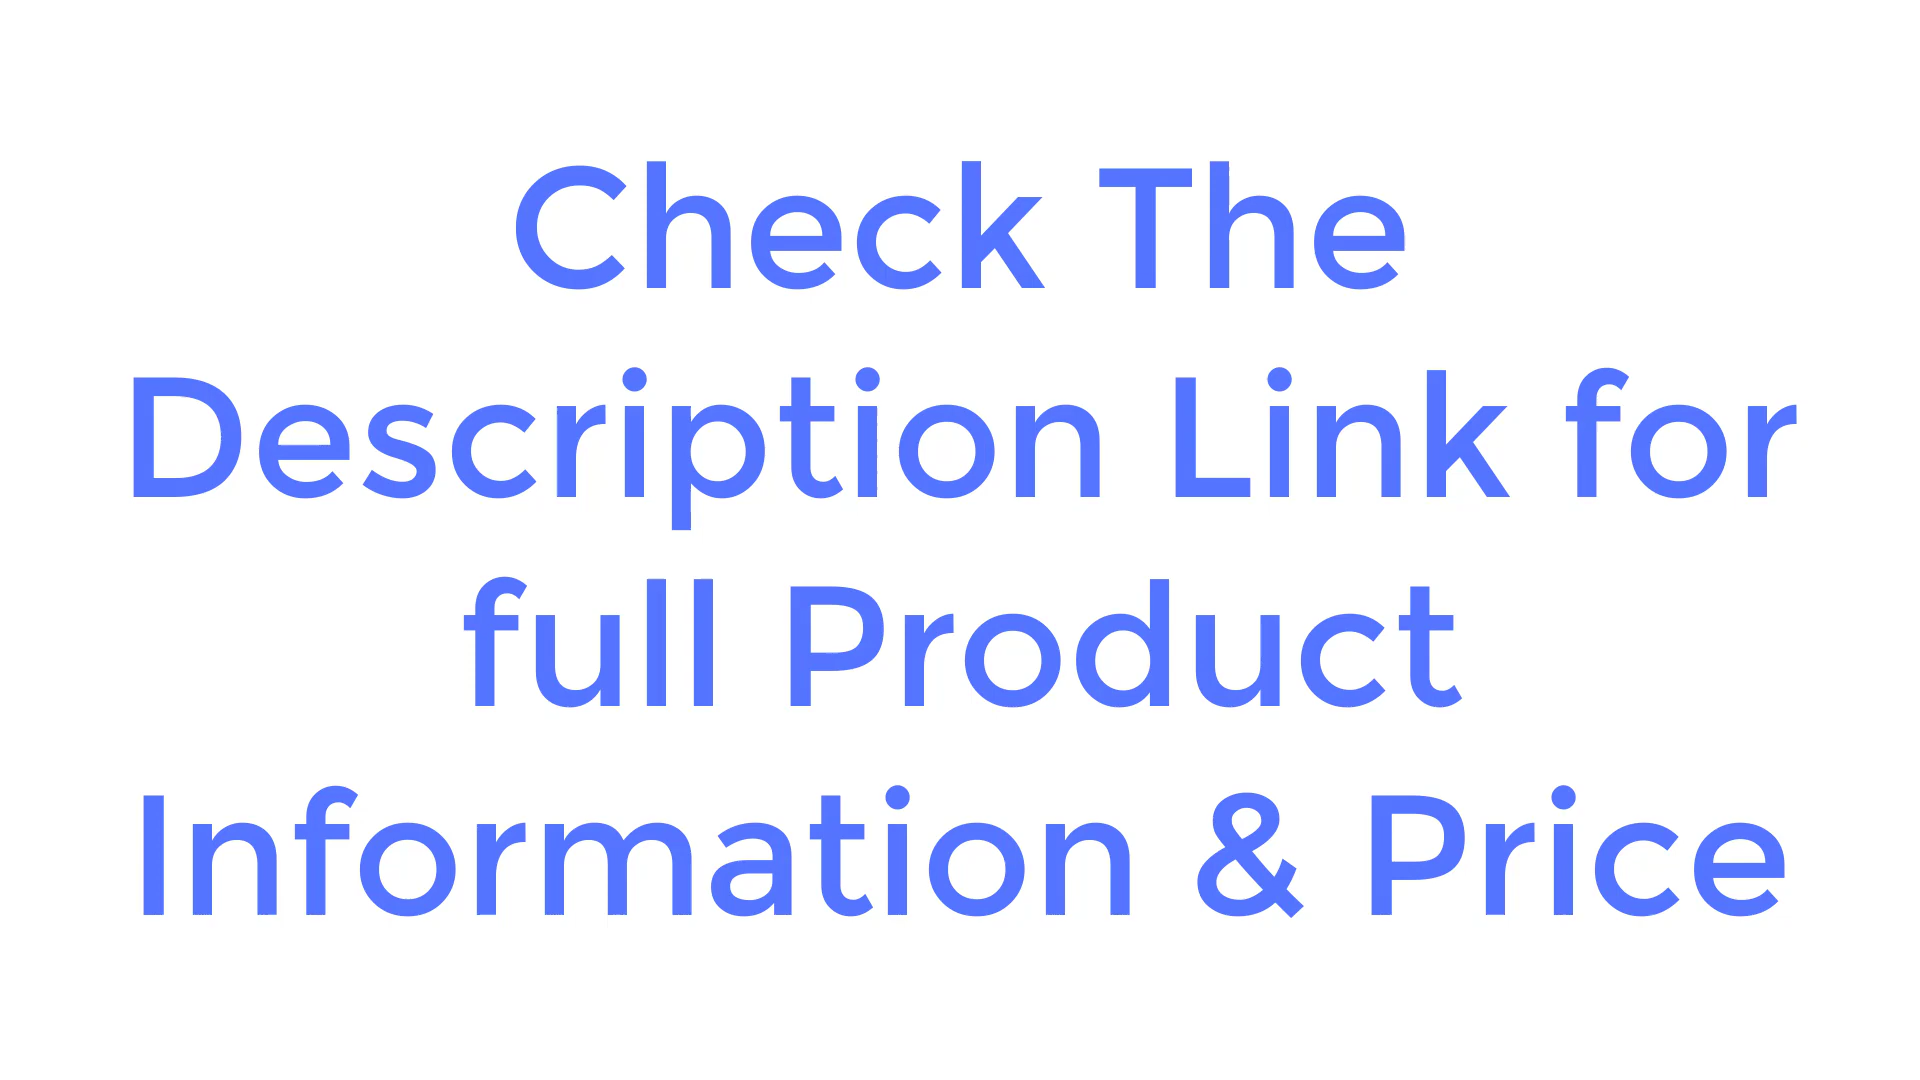 Check The
Description Link for
full Product
Information & Price